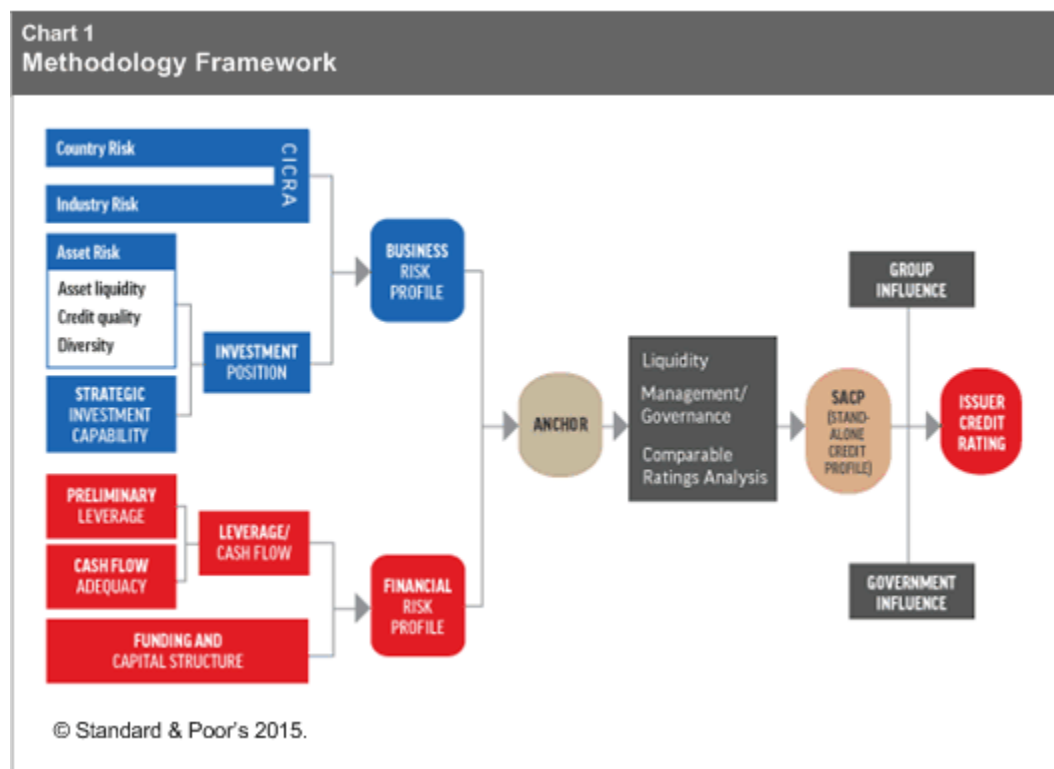 Chart 1
Methodology Framework
Country Risk
CICRA
Industry Risk
Asset Risk
Asset liquidity
Credit quality
Diversity
STRATEGIC
INVESTMENT
CAPABILITY
INVESTMENT
POSITION
BUSINESS
RISK
PROFILE
PRELIMINARY
LEVERAGE
CASH FLOW
ADEQUACY
LEVERAGE/
CASH FLOW
FUNDING AND
CAPITAL STRUCTURE
FINANCIAL
RISK
PROFILE
ANCHOR
Liquidity
Management/
Governance
Comparable
Ratings Analysis
SACP
(STAND-
ALONE
CREDIT
PROFILE)
GROUP
INFLUENCE
ISSUER
CREDIT
RATING
GOVERNMENT
INFLUENCE
© Standard & Poor's 2015.